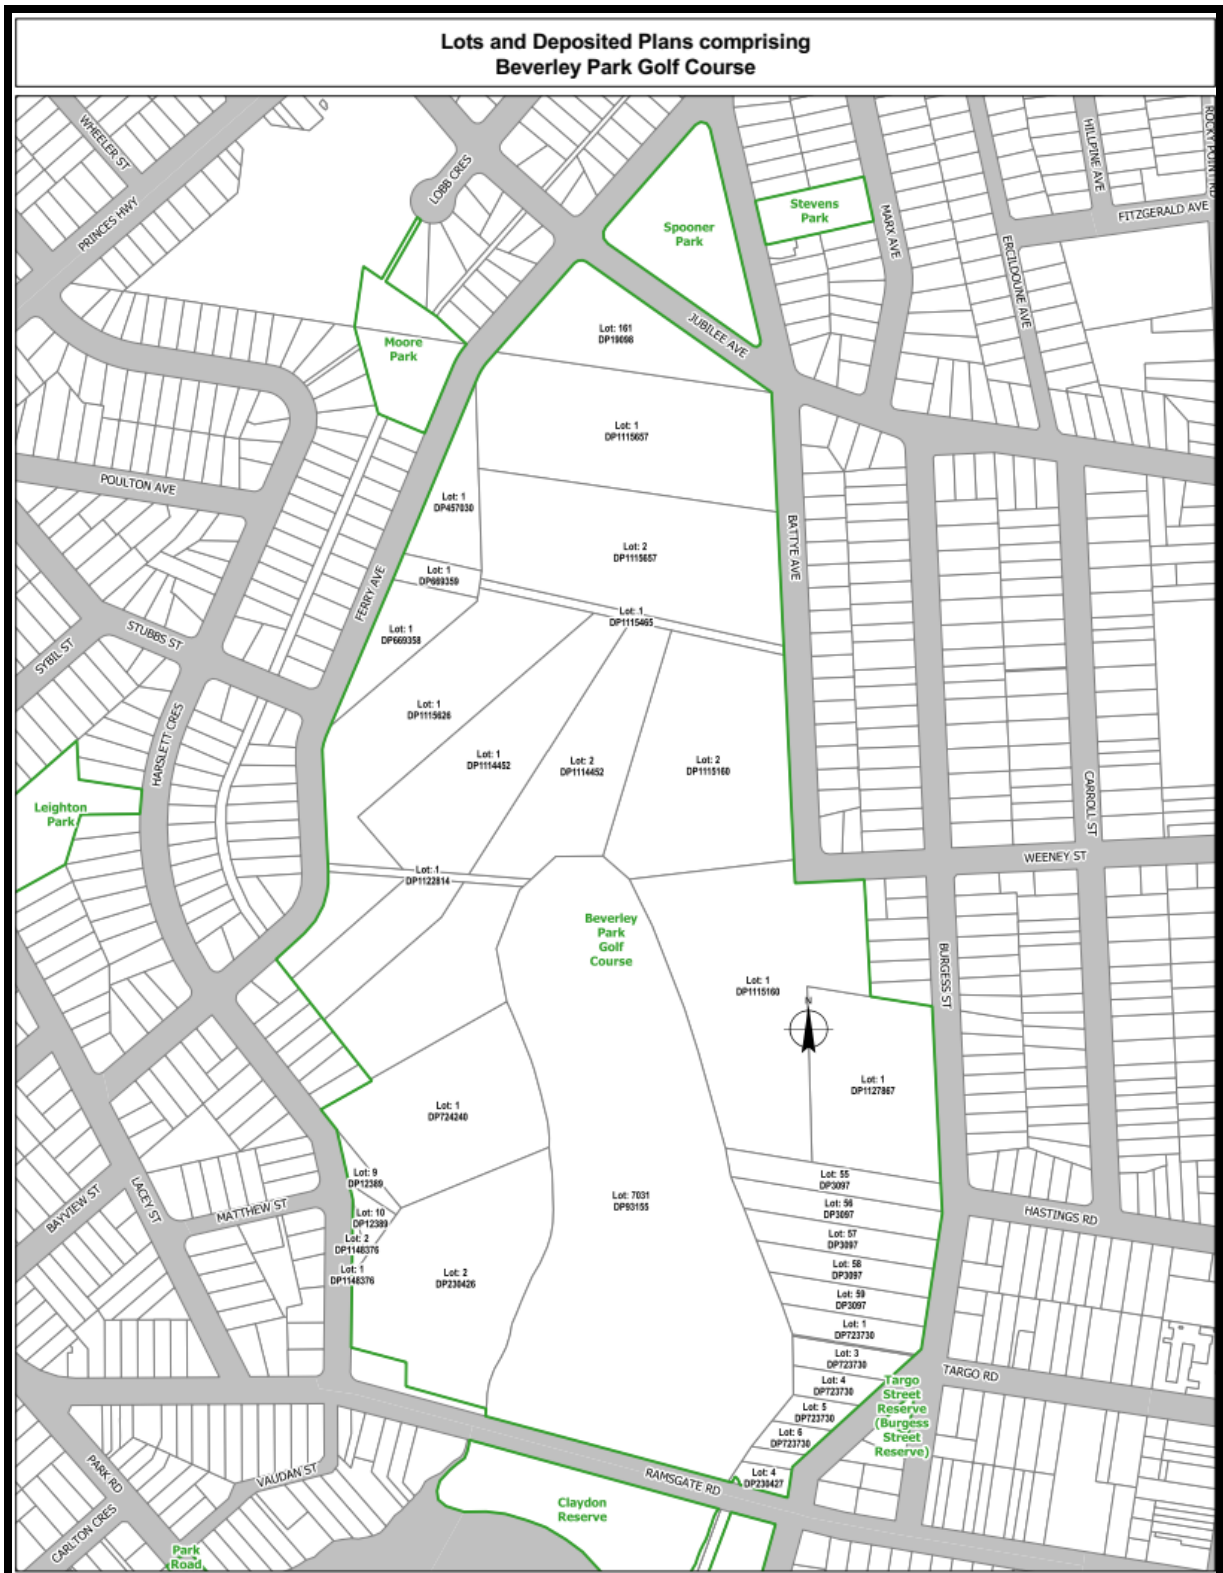 Lots and Deposited Plans comprising
Beverley Park Golf Course
WHEELER ST
PRINCES HWY
LOBB CRES
HILLPINE AVE
ROCKY POINT RD
FITZGERALD AVE
MARX AVE
ERCILDOUNE AVE
Stevens
Park
Spooner
Park
JUBILEE AVE
Moore
Park
Lot: 161
DP19098
Lot: 1
DP1115657
POULTON AVE
Lot: 1
DP457030
Lot: 2
DP1115657
BATTYE AVE
FERRY AVE
Lot: 1
DP669359
Lot: 1
DP1115465
Lot: 1
DP669358
STUBBS ST
SYBIL ST
HARSLETT CRES
Lot: 1
DP1115626
Lot: 1
DP1114452
Lot: 2
DP1114452
Lot: 2
DP1115160
Leighton
Park
CARROLL ST
WEENEY ST
Lot: 1
DP1122814
Beverley
Park
Golf
Course
BURGESS ST
Lot: 1
DP1115160
N
Lot: 1
DP1127867
Lot: 1
DP724240
Lot: 9
DP12389
Lot: 10
DP12389
Lot: 2
DP1148376
Lot: 1
DP1148376
Lot: 2
DP230426
Lot: 7031
DP93155
Lot: 55
DP3097
Lot: 56
DP3097
Lot: 57
DP3097
Lot: 58
DP3097
Lot: 59
DP3097
Lot: 1
DP723730
Lot: 3
DP723730
Lot: 4
DP723730
Lot: 5
DP723730
Lot: 6
DP723730
Lot: 4
DP230427
BAYVIEW ST
LACEY ST
MATTHEW ST
HASTINGS RD
TARGO RD
Targo
Street
Reserve
(Burgess
Street
Reserve)
RAMSGATE RD
PARK RD
VAUDAN ST
CARLTON CRES
Claydon
Reserve
Park
Road